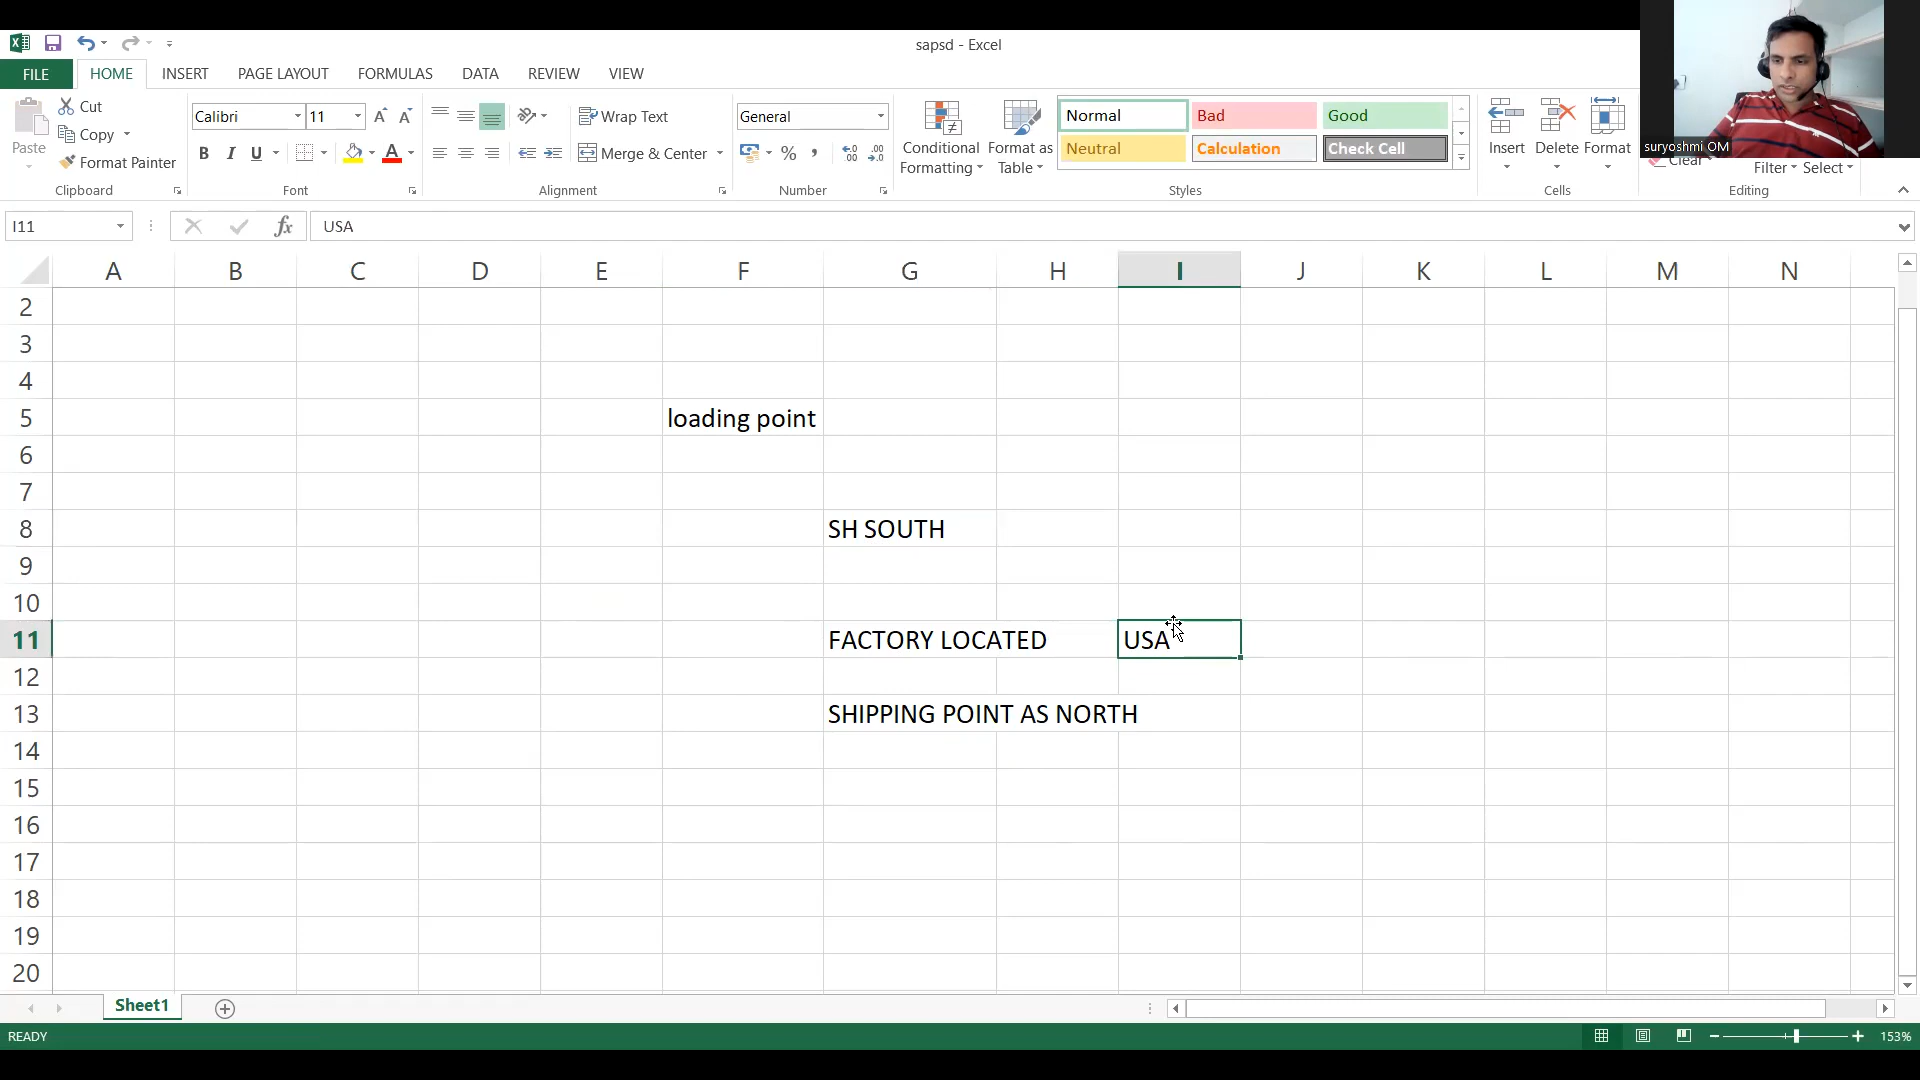 sapsd - Excel
FILE HOME INSERT PAGE LAYOUT FORMULAS DATA REVIEW VIEW
Paste
Cut
Copy
Format Painter
Clipboard
Calibri 11
B I U
Font
Wrap Text
Merge & Center
Alignment
General
%
Number
Conditional Formatting
Format as Table
Normal Bad Good
Neutral Calculation Check Cell
Styles
Insert Delete Format
Cells
Clear
Filter Select
Editing
suryoshmi OM
I11 fx USA
A B C D E F G H I J K L M N
2
3
4
5 loading point
6
7
8 SH SOUTH
9
10
11 FACTORY LOCATED USA
12
13 SHIPPING POINT AS NORTH
14
15
16
17
18
19
20
Sheet1
READY 153%